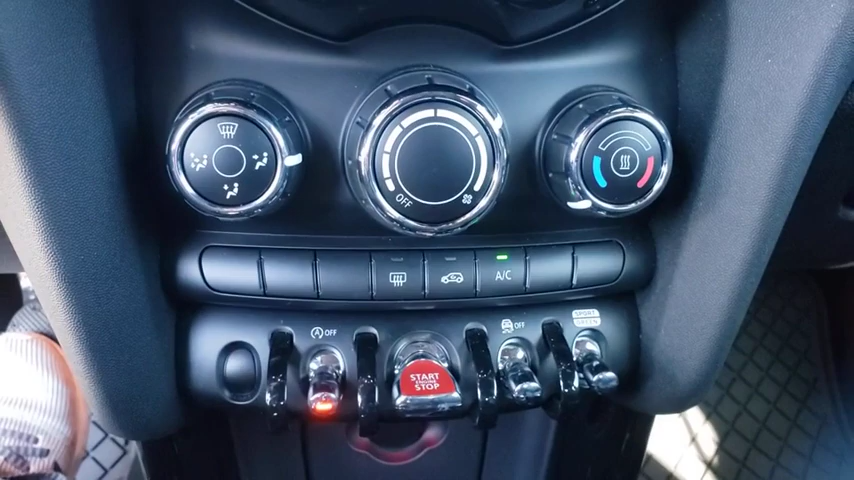 OFF
A/C
A OFF
OFF
SPORT
GREEN
START
ENGINE
STOP